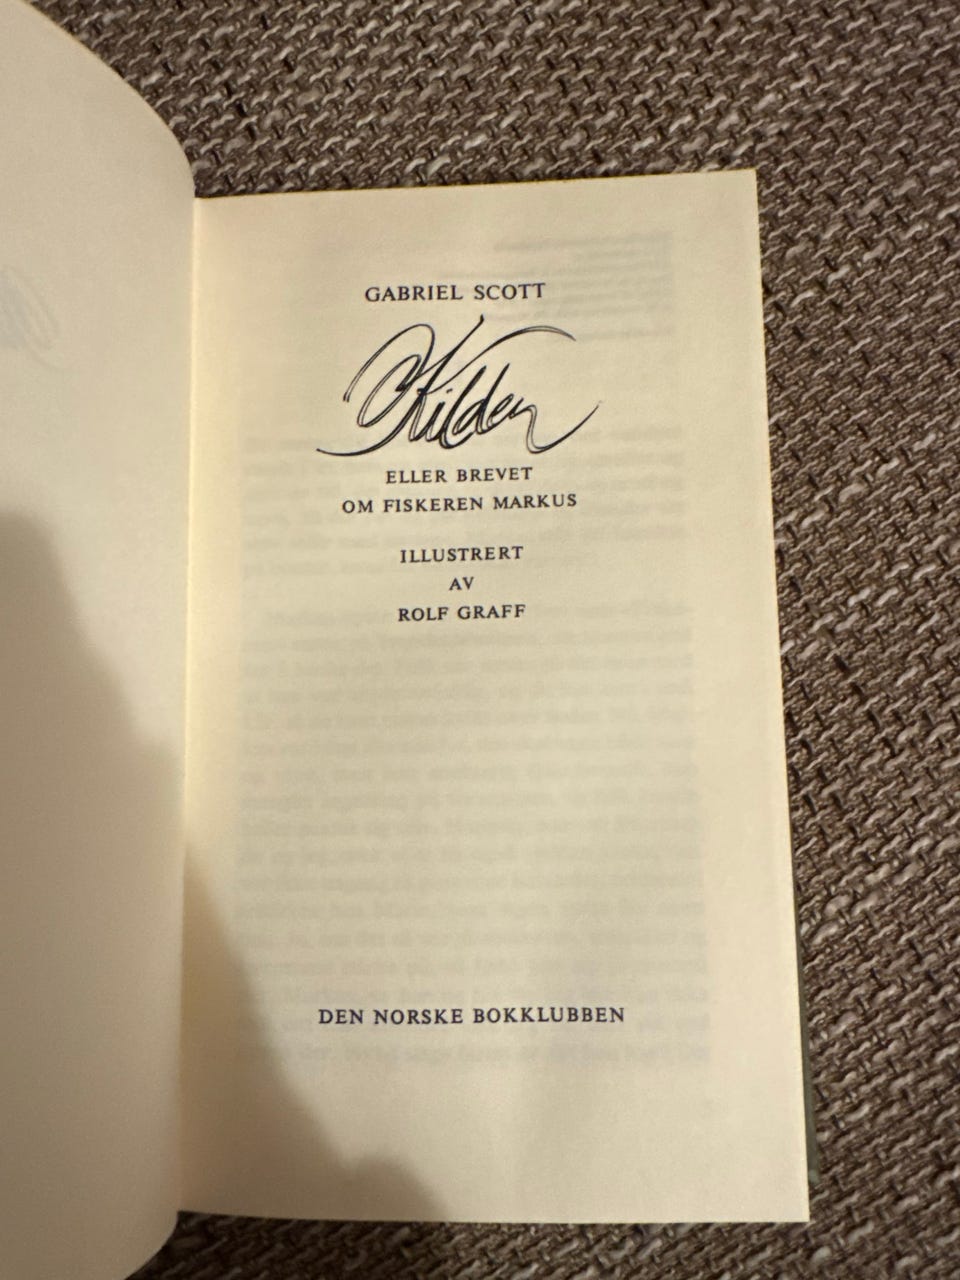 GABRIEL SCOTT
Kilden
ELLER BREVET
OM FISKEREN MARKUS
ILLUSTRERT
AV
ROLF GRAFF
DEN NORSKE BOKKLUBBEN